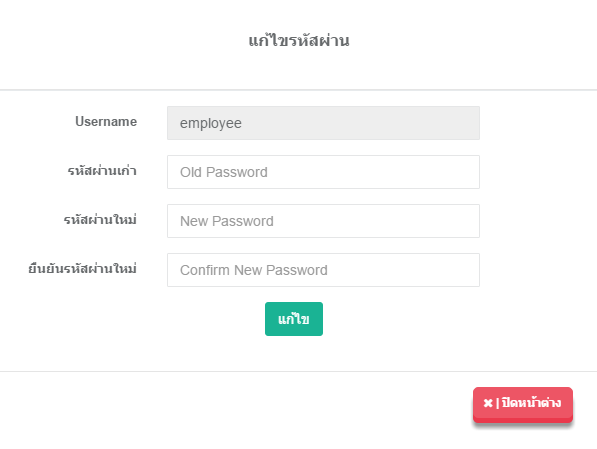 แก้ไขรหัสผ่าน
Username employee
รหัสผ่านเก่า Old Password
รหัสผ่านใหม่ New Password
ยืนยันรหัสผ่านใหม่ Confirm New Password
แก้ไข
✖ | ปิดหน้าต่าง